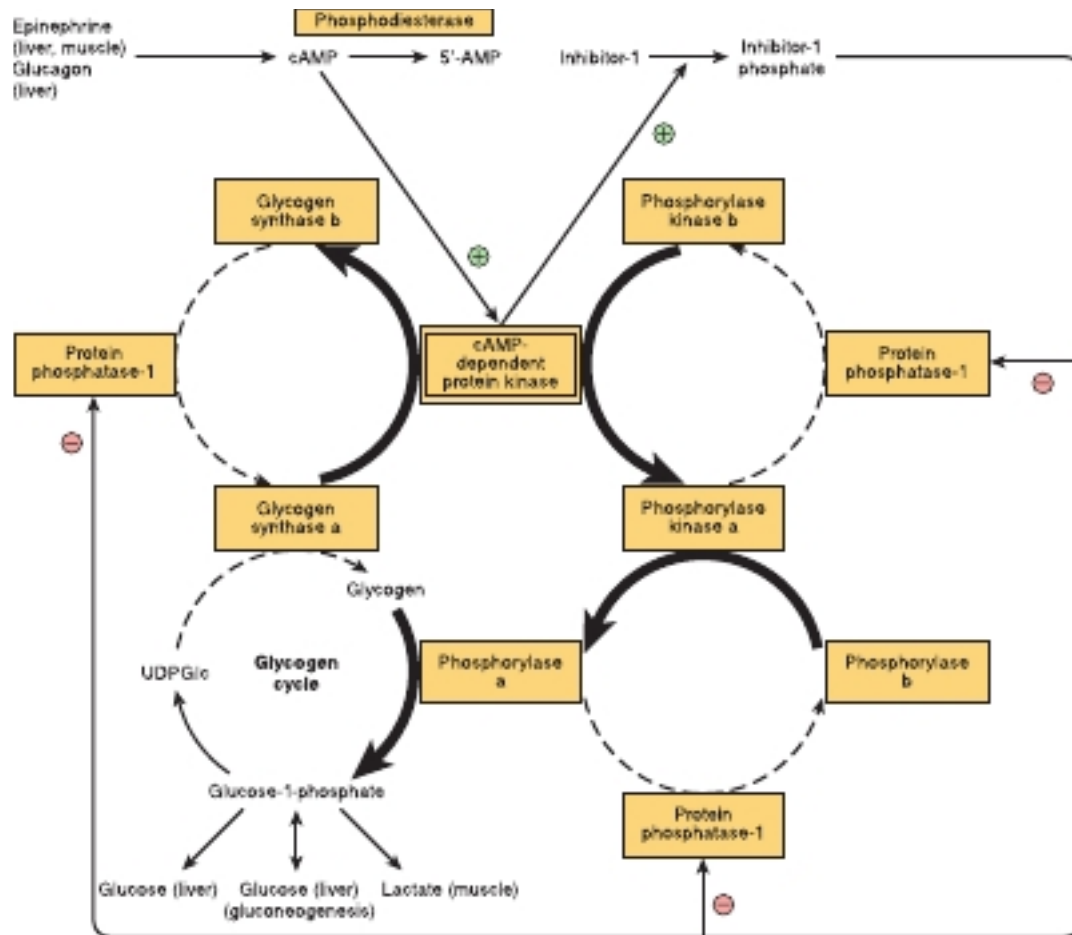 Phosphodiesterase
Epinephrine
(liver, muscle)
Glucagon
(liver)
cAMP
5'-AMP
Inhibitor-1
Inhibitor-1
phosphate
Glycogen
synthase b
Phosphorylase
kinase b
Protein
phosphatase-1
cAMP-
dependent
protein kinase
Protein
phosphatase-1
Glycogen
synthase a
Phosphorylase
kinase a
Glycogen
UDPGlc
Glycogen
cycle
Phosphorylase
a
Phosphorylase
b
Glucose-1-phosphate
Protein
phosphatase-1
Glucose (liver)
Glucose (liver)
(gluconeogenesis)
Lactate (muscle)